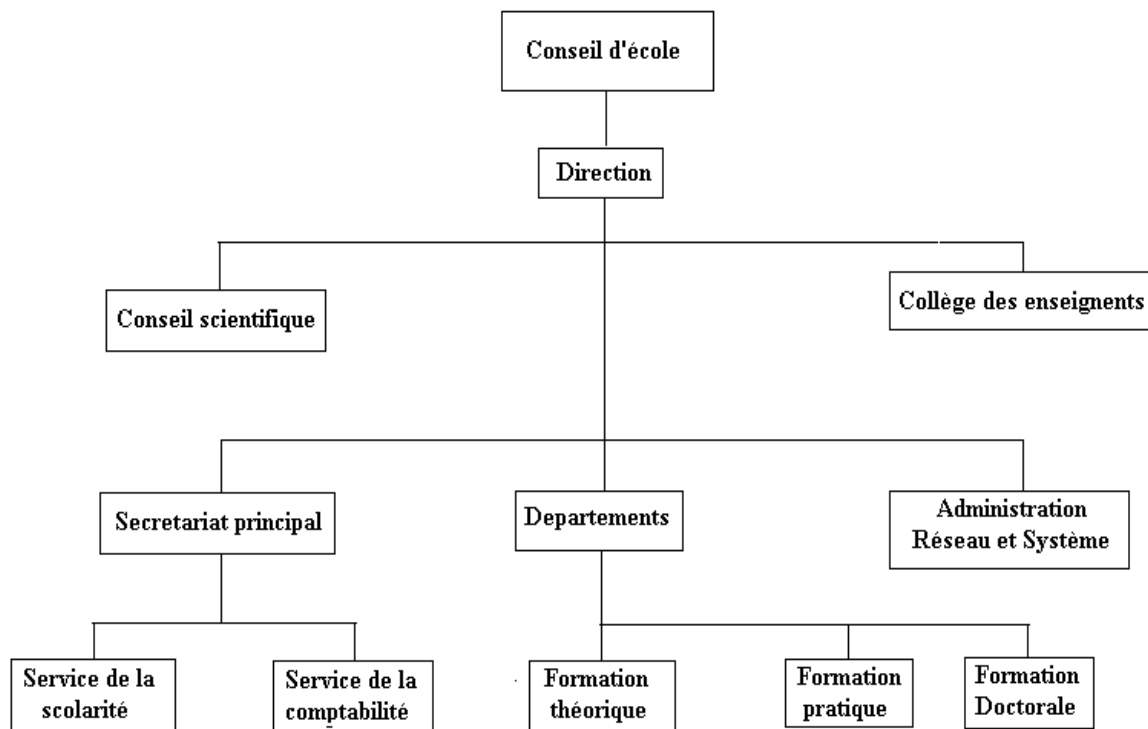 Conseil d'école
Direction
Conseil scientifique
Collège des enseignents
Secretariat principal
Departements
Administration
Réseau et Système
Service de la
scolarité
Service de la
comptabilité
Formation
théorique
Formation
pratique
Formation
Doctorale